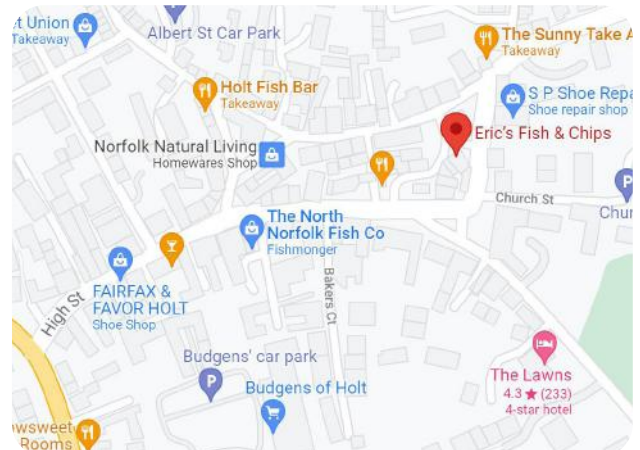 et Union
Takeaway
Albert St Car Park
The Sunny Take A
Takeaway
Holt Fish Bar
Takeaway
S P Shoe Repa
Shoe repair shop
Eric's Fish & Chips
Norfolk Natural Living
Homewares Shop
P
Church St
Chur
The North
Norfolk Fish Co
Fishmonger
FAIRFAX &
FAVOR HOLT
Shoe Shop
High St
Bakers Ct
Budgens' car park
P
The Lawns
4.3 ★ (233)
4-star hotel
Budgens of Holt
owsweet
Rooms